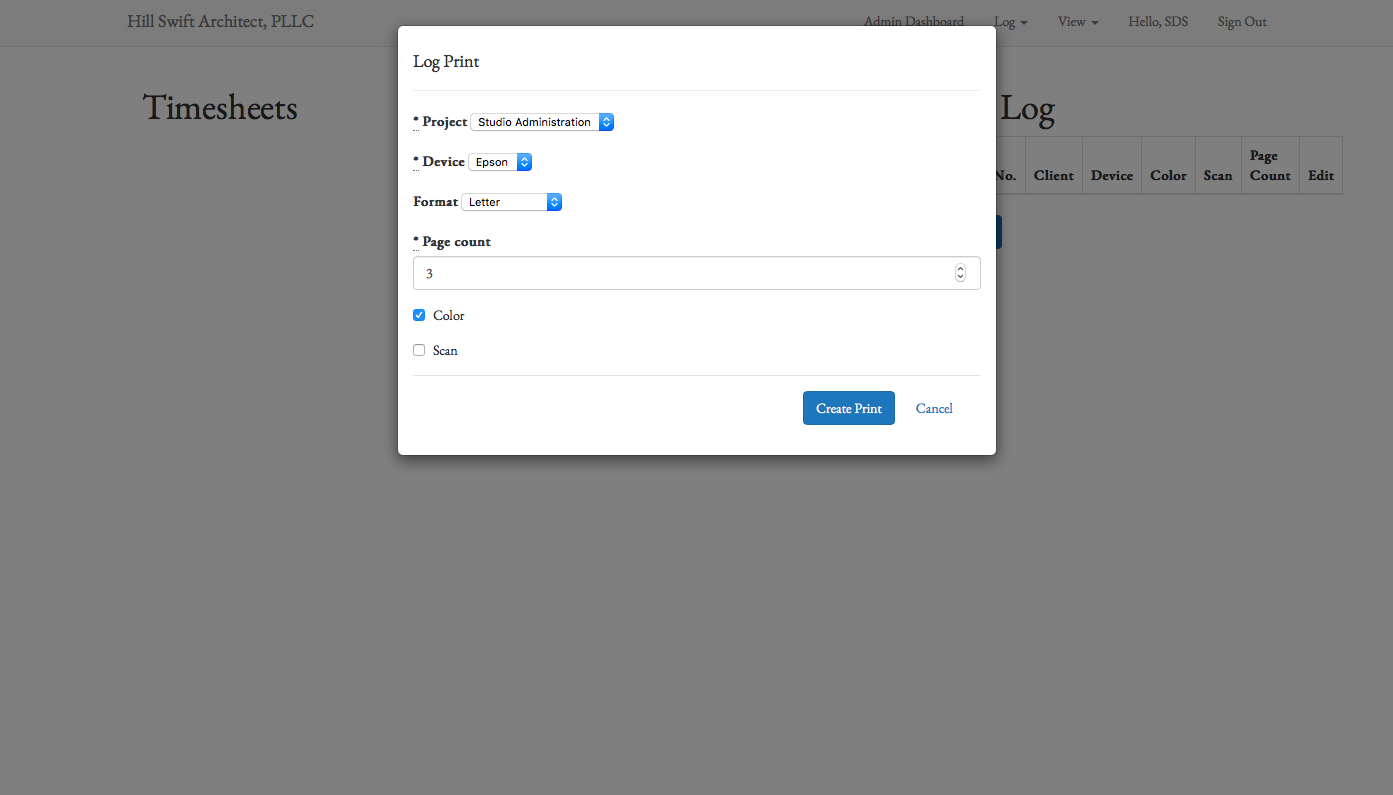 Hill Swift Architect, PLLC
Admin Dashboard Log View Hello, SDS Sign Out
Log Print
Timesheets
Log
* Project Studio Administration
* Device Epson
Format Letter
* Page count
3
Color
Scan
Create Print Cancel
No. Client Device Color Scan Page Count Edit